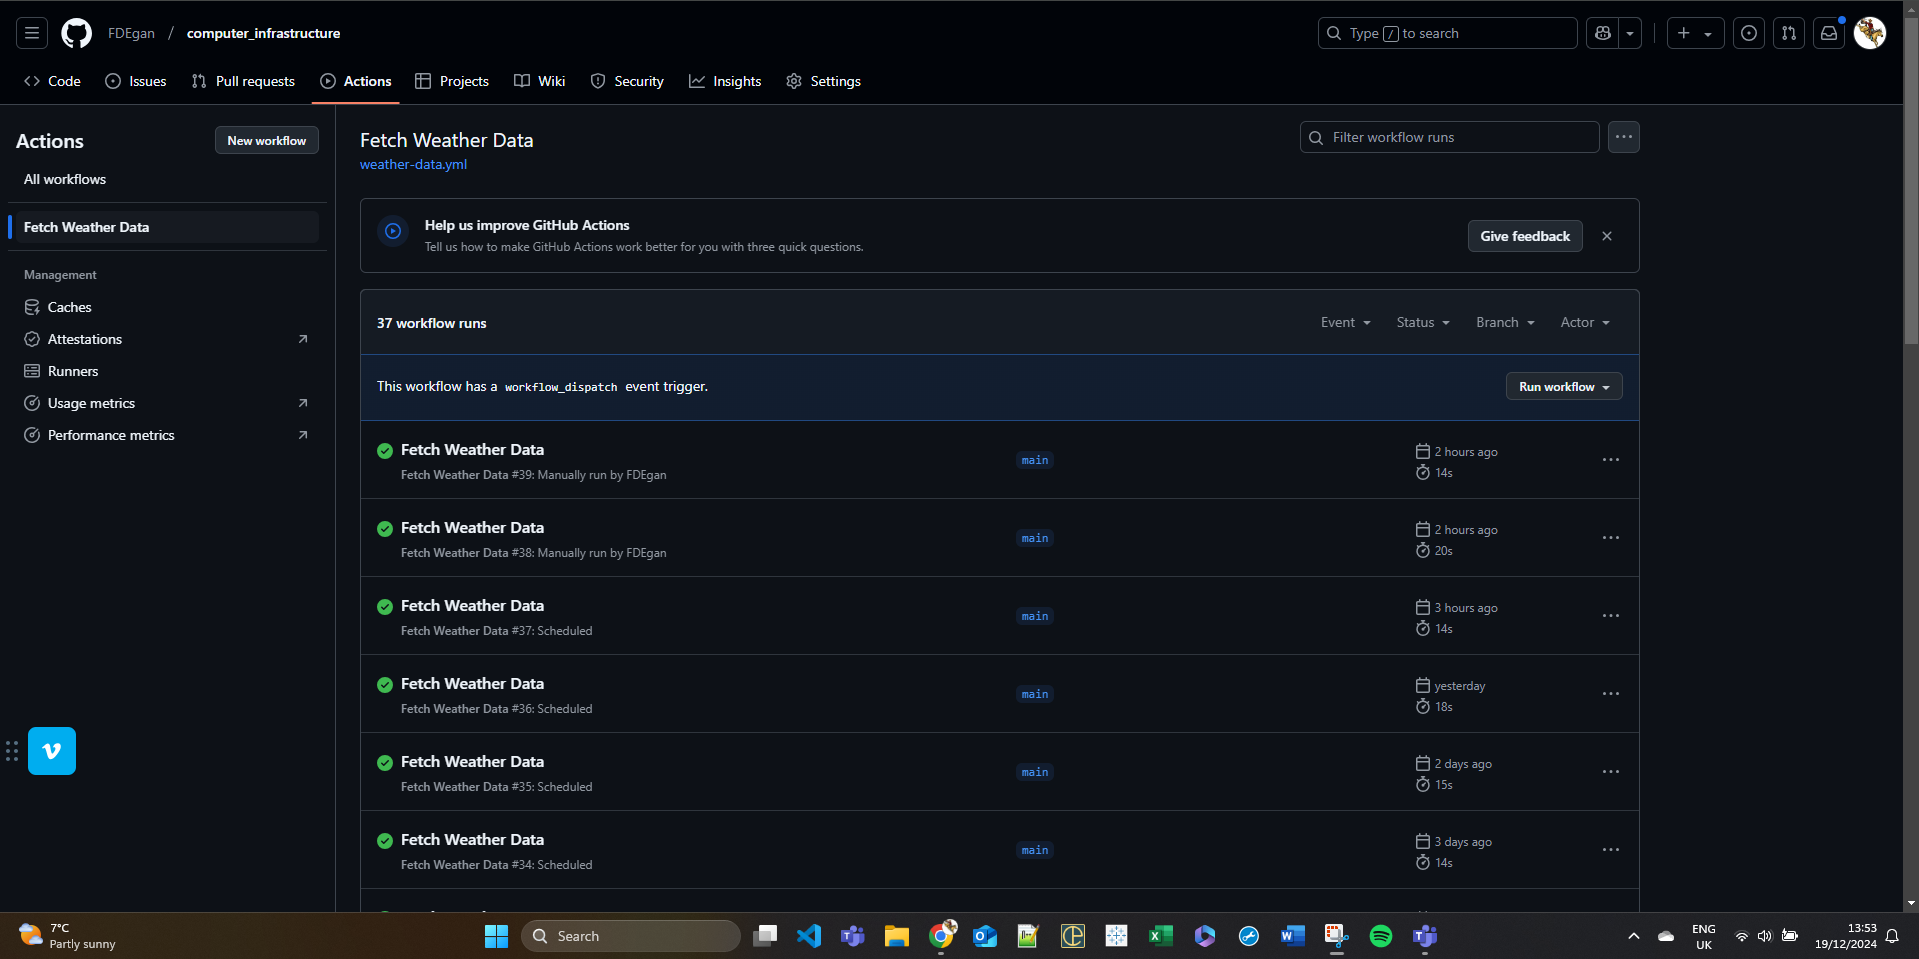 FDEgan / computer_infrastructure
Type / to search
Code Issues Pull requests Actions Projects Wiki Security Insights Settings
Actions
New workflow
All workflows
Fetch Weather Data
Management
Caches
Attestations
Runners
Usage metrics
Performance metrics
Fetch Weather Data
weather-data.yml
Filter workflow runs
Help us improve GitHub Actions
Tell us how to make GitHub Actions work better for you with three quick questions.
Give feedback
37 workflow runs
Event Status Branch Actor
This workflow has a workflow_dispatch event trigger.
Run workflow
Fetch Weather Data
Fetch Weather Data #39: Manually run by FDEgan
main
2 hours ago
14s
Fetch Weather Data
Fetch Weather Data #38: Manually run by FDEgan
main
2 hours ago
20s
Fetch Weather Data
Fetch Weather Data #37: Scheduled
main
3 hours ago
14s
Fetch Weather Data
Fetch Weather Data #36: Scheduled
main
yesterday
18s
Fetch Weather Data
Fetch Weather Data #35: Scheduled
main
2 days ago
15s
Fetch Weather Data
Fetch Weather Data #34: Scheduled
main
3 days ago
14s
7°C
Partly sunny
Search
ENG
UK
13:53
19/12/2024